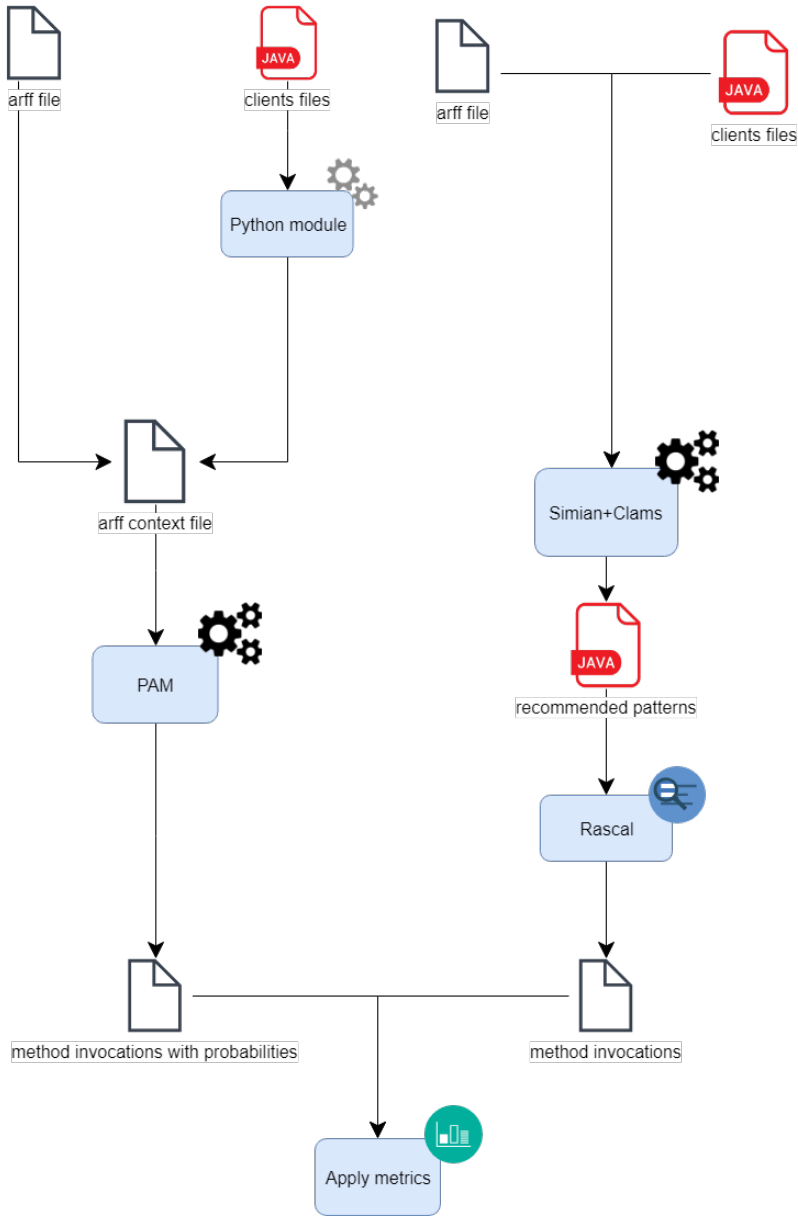 arff file
JAVA
clients files
arff file
JAVA
clients files
Python module
arff context file
Simian+Clams
PAM
JAVA
recommended patterns
Rascal
method invocations with probabilities
method invocations
Apply metrics